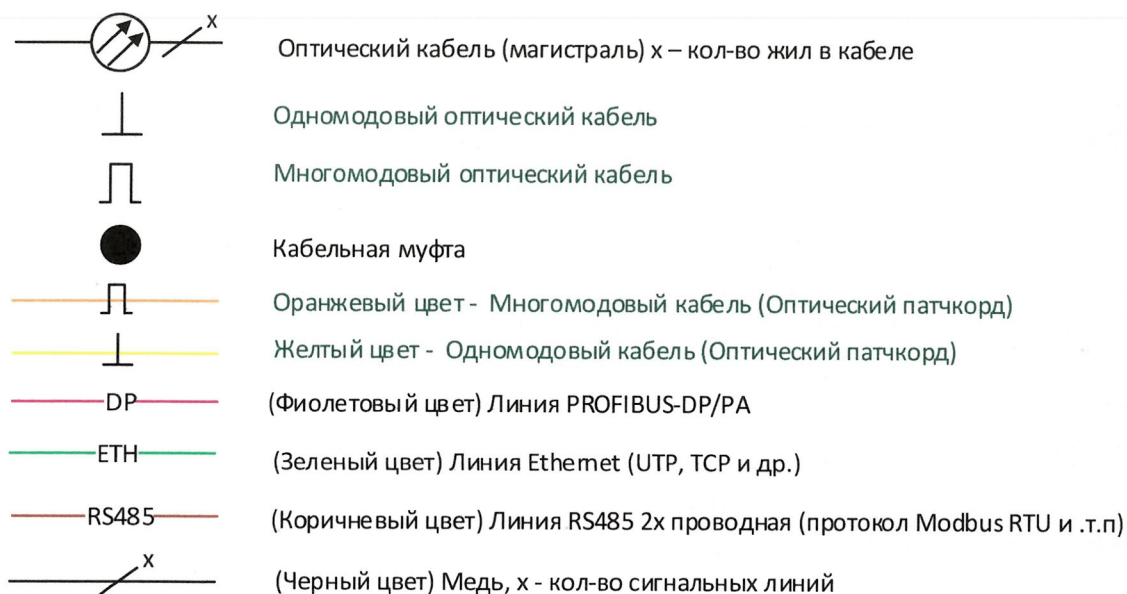 x
Оптический кабель (магистраль) x – кол-во жил в кабеле
Одномодовый оптический кабель
Многомодовый оптический кабель
Кабельная муфта
Оранжевый цвет - Многомодовый кабель (Оптический патчкорд)
Желтый цвет - Одномодовый кабель (Оптический патчкорд)
DP (Фиолетовый цвет) Линия PROFIBUS-DP/PA
ETH (Зеленый цвет) Линия Ethernet (UTP, TCP и др.)
RS485 (Коричневый цвет) Линия RS485 2х проводная (протокол Modbus RTU и .т.п)
x
(Черный цвет) Медь, x - кол-во сигнальных линий